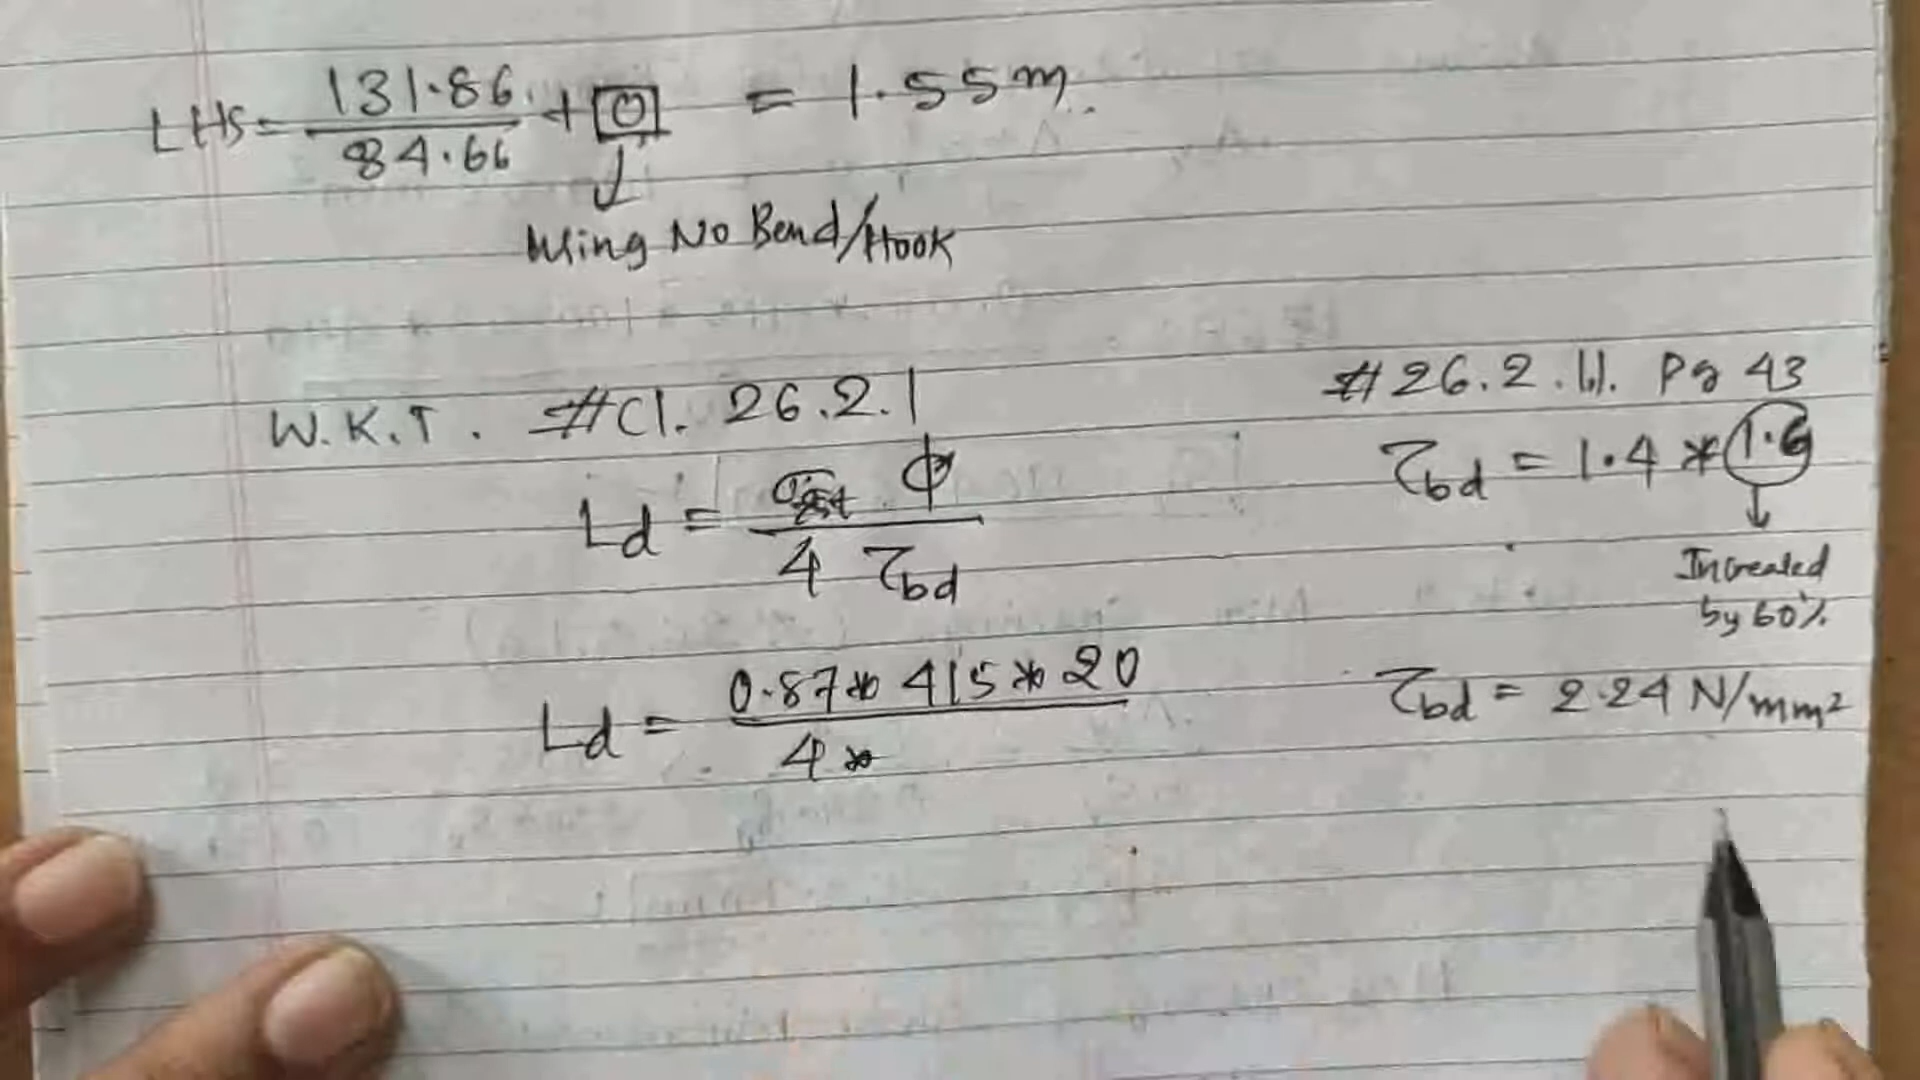 LHS = 131.86 / 84.66 + 0 = 1.55m.
↓
Using No Bend/Hook
W.K.T. #Cl. 26.2.1
Ld = σst φ / 4 τbd
Ld = 0.87 * 415 * 20 / 4 *
#26.2.1.1. Pg 43
τbd = 1.4 * 1.6
↓
Increased
by 60%
τbd = 2.24 N/mm²